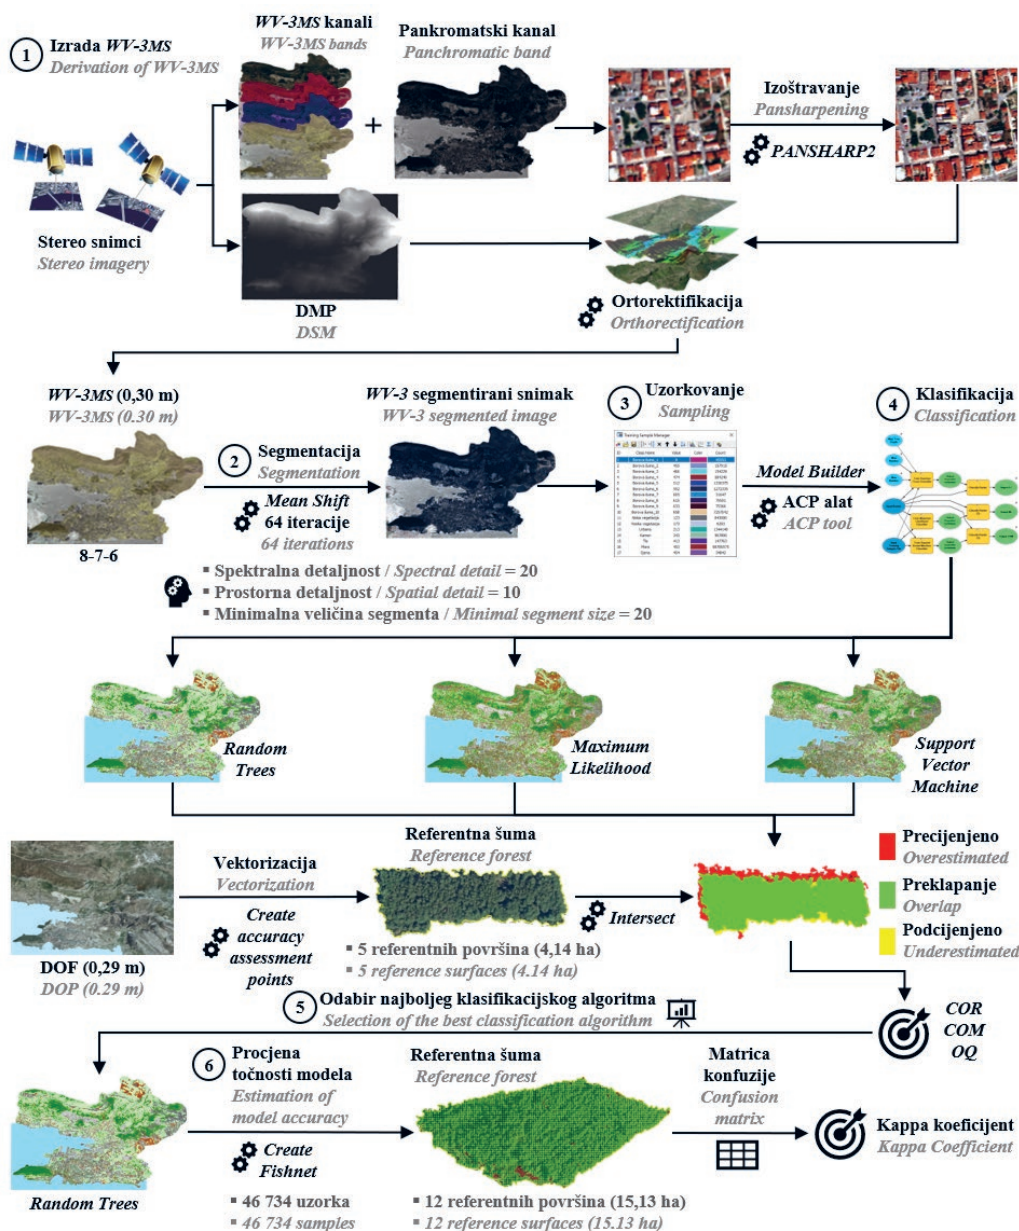 1
Izrada WV-3MS
Derivation of WV-3MS
WV-3MS kanali
WV-3MS bands
Pankromatski kanal
Panchromatic band
+
Izoštravanje
Pansharpening
PANSHARP2
Stereo snimci
Stereo imagery
DMP
DSM
Ortorektifikacija
Orthorectification
WV-3MS (0,30 m)
WV-3MS (0.30 m)
8-7-6
2
Segmentacija
Segmentation
Mean Shift
64 iteracije
64 iterations
WV-3 segmentirani snimak
WV-3 segmented image
3
Uzorkovanje
Sampling
Training Sample Manager
Model Builder
ACP alat
ACP tool
4
Klasifikacija
Classification
▪ Spektralna detaljnost / Spectral detail = 20
▪ Prostorna detaljnost / Spatial detail = 10
▪ Minimalna veličina segmenta / Minimal segment size = 20
Random
Trees
Maximum
Likelihood
Support
Vector
Machine
DOF (0,29 m)
DOP (0.29 m)
Vektorizacija
Vectorization
Create
accuracy
assessment
points
Referentna šuma
Reference forest
▪ 5 referentnih površina (4,14 ha)
▪ 5 reference surfaces (4.14 ha)
Intersect
Precijenjeno
Overestimated
Preklapanje
Overlap
Podcijenjeno
Underestimated
5
Odabir najboljeg klasifikacijskog algoritma
Selection of the best classification algorithm
COR
COM
OQ
Random Trees
6
Procjena
točnosti modela
Estimation of
model accuracy
Create
Fishnet
▪ 46 734 uzorka
▪ 46 734 samples
Referentna šuma
Reference forest
▪ 12 referentnih površina (15,13 ha)
▪ 12 reference surfaces (15.13 ha)
Matrica
konfuzije
Confusion
matrix
Kappa koeficijent
Kappa Coefficient